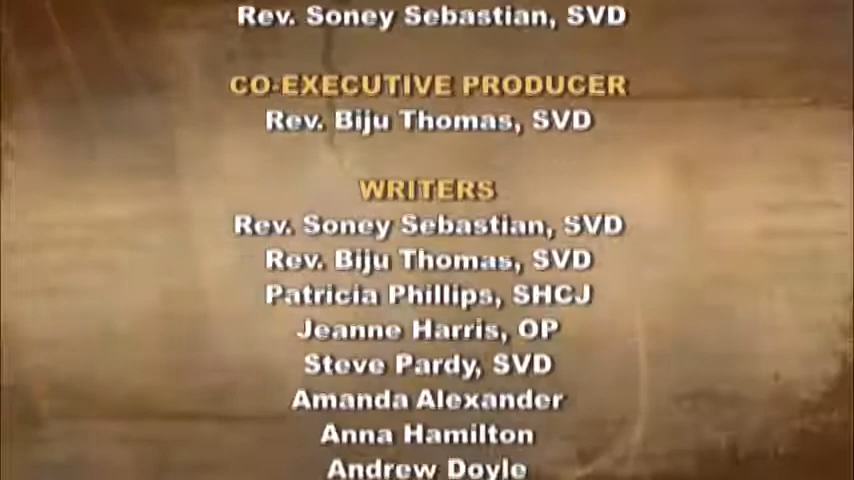 Rev. Soney Sebastian, SVD
CO-EXECUTIVE PRODUCER
Rev. Biju Thomas, SVD
WRITERS
Rev. Soney Sebastian, SVD
Rev. Biju Thomas, SVD
Patricia Phillips, SHCJ
Jeanne Harris, OP
Steve Pardy, SVD
Amanda Alexander
Anna Hamilton
Andrew Doyle